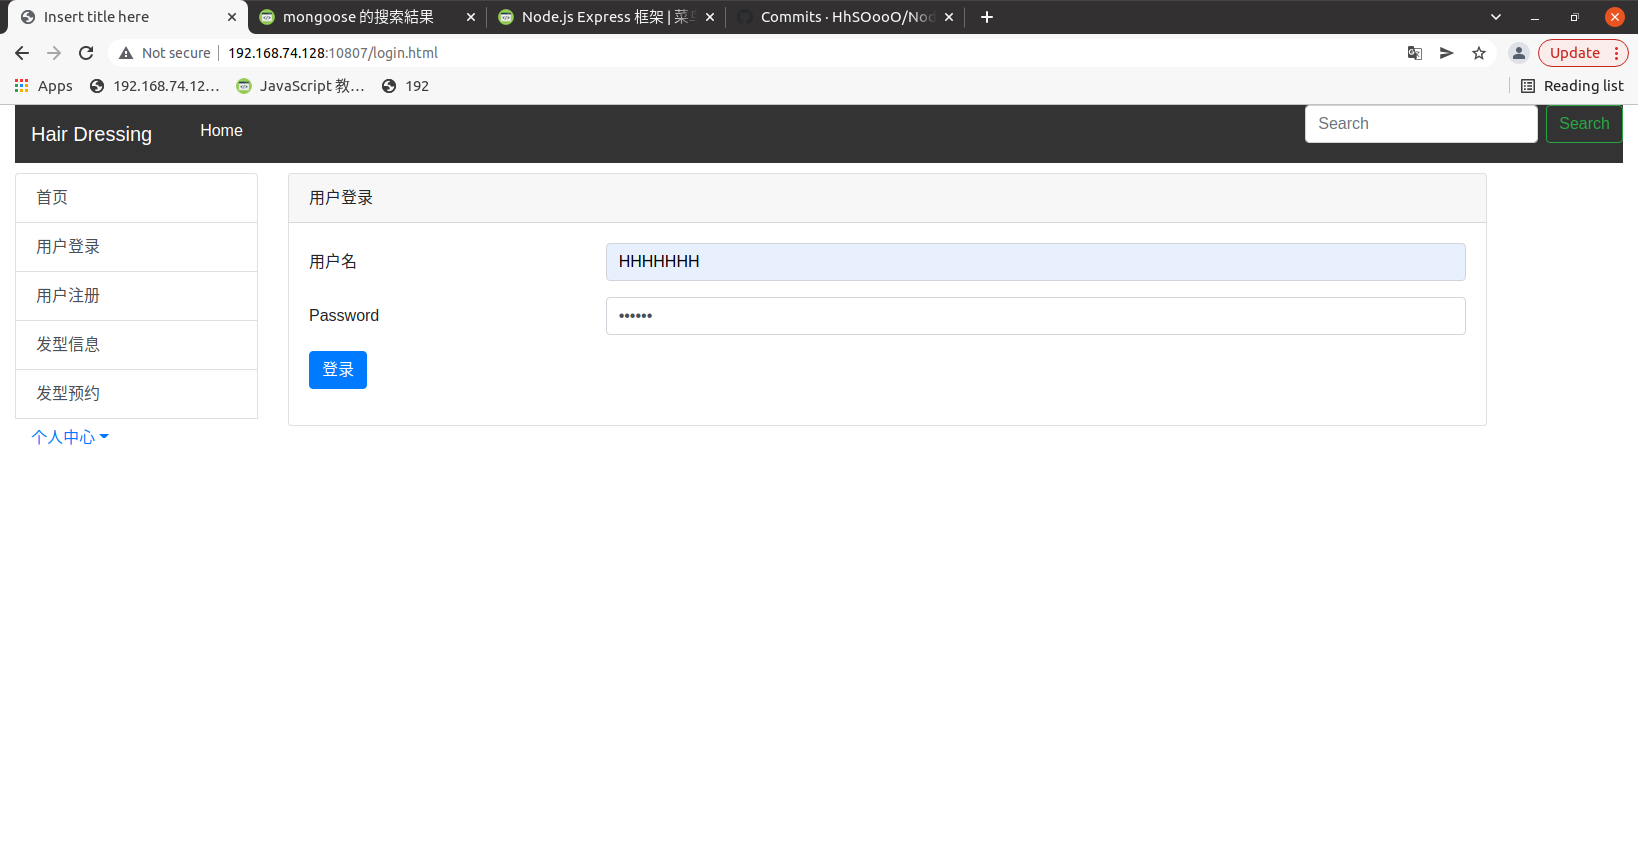 Insert title here
mongoose 的搜索結果
Node.js Express 框架 | 菜
Commits · HhSOooO/Nod
Not secure
192.168.74.128:10807/login.html
Update
Apps
192.168.74.12...
JavaScript 教...
192
Reading list
Hair Dressing
Home
Search
Search
首页
用户登录
用户注册
发型信息
发型预约
个人中心
用户登录
用户名
HHHHHHH
Password
••••••
登录